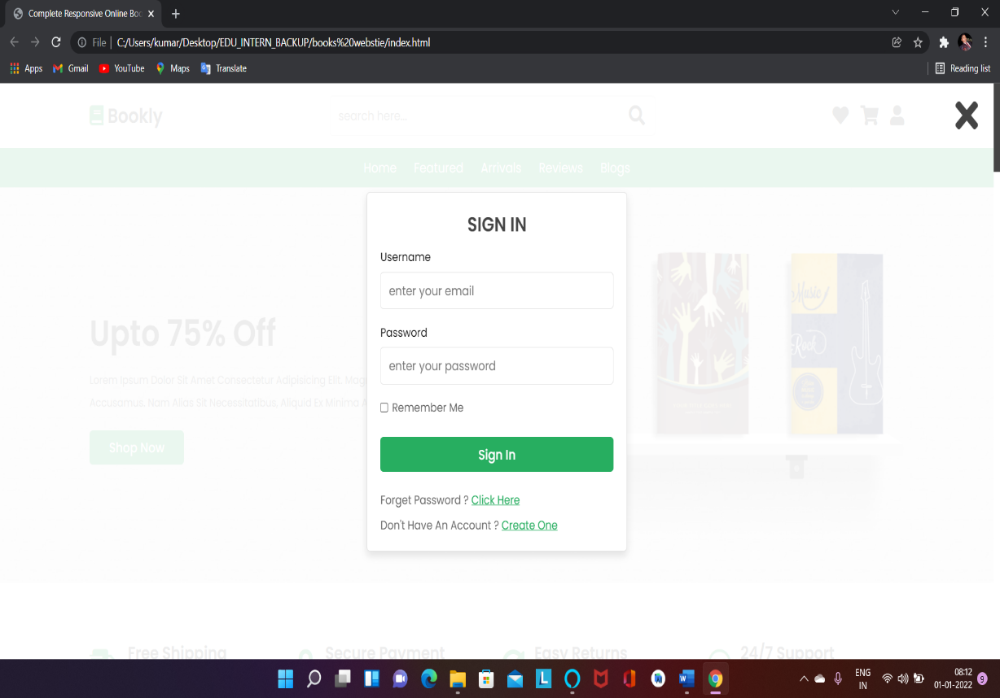 Complete Responsive Online Boo
File
C:/Users/kumar/Desktop/EDU_INTERN_BACKUP/books%20webstie/index.html
Apps Gmail YouTube Maps Translate Reading list
Bookly search here...
Home Featured Arrivals Reviews Blogs
SIGN IN
Username
enter your email
Password
enter your password
Remember Me
Sign In
Forget Password ? Click Here
Don't Have An Account ? Create One
Upto 75% Off
Lorem Ipsum Dolor Sit Amet Consectetur Adipisicing Elit. Mag
Accusamus, Nam Alias Sit Necessitatibus, Aliquid Ex Minima
Shop Now
Music
Rock
Free Shipping Secure Payment Easy Returns 24/7 Support
ENG
IN
08:12
01-01-2022
9